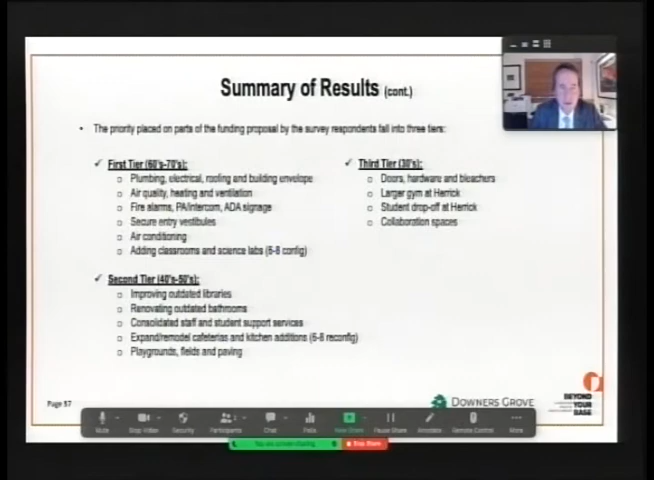 Summary of Results (cont.)
• The priority placed on parts of the funding proposal by the survey respondents fall into three tiers:
✓ First Tier (60's-70's):
o Plumbing, electrical, roofing and building envelope
o Air quality, heating and ventilation
o Fire alarms, PA/Intercom, ADA signage
o Secure entry vestibules
o Air conditioning
o Adding classrooms and science labs (6-8 config)
✓ Second Tier (40's-50's):
o Improving outdated libraries
o Renovating outdated bathrooms
o Consolidated staff and student support services
o Expand/remodel cafeterias and kitchen additions (6-8 reconfig)
o Playgrounds, fields and paving
✓ Third Tier (30's):
o Doors, hardware and bleachers
o Larger gym at Herrick
o Student drop-off at Herrick
o Collaboration spaces
Page 57
DOWNERS GROVE
BEYOND
YOUR
BASE
Mute
Stop Video
Security
Participants
Chat
Polls
New Share
Pause Share
Annotate
Remote Control
More
You are screen sharing
Stop Share